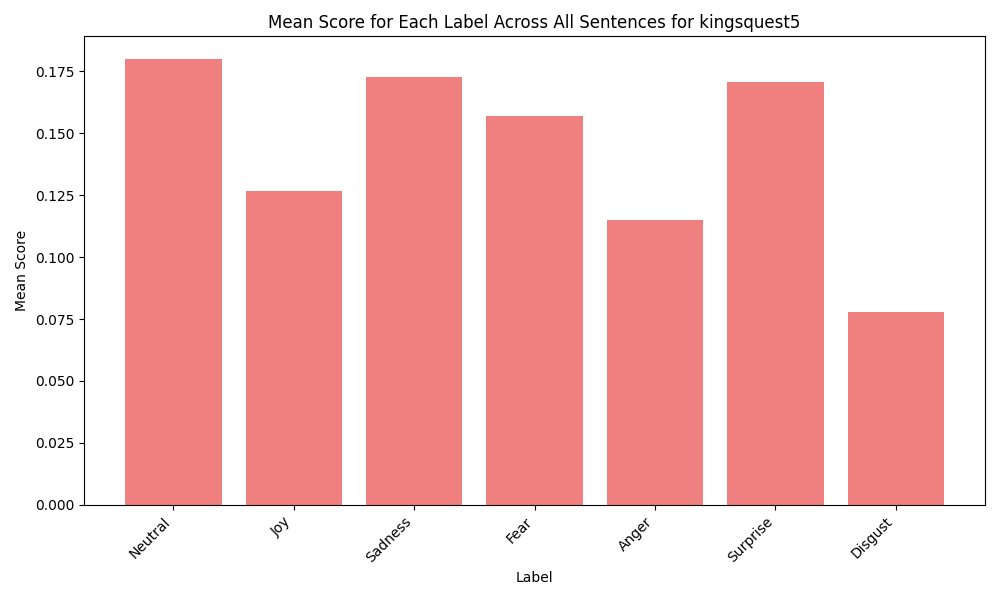 Mean Score for Each Label Across All Sentences for kingsquest5
Mean Score
0.175
0.150
0.125
0.100
0.075
0.050
0.025
0.000
Neutral
Joy
Sadness
Fear
Anger
Surprise
Disgust
Label